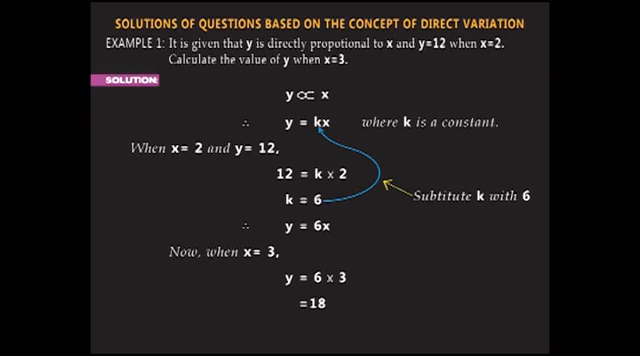 SOLUTIONS OF QUESTIONS BASED ON THE CONCEPT OF DIRECT VARIATION
EXAMPLE 1: It is given that y is directly propotional to x and y=12 when x=2.
Calculate the value of y when x=3.
SOLUTION:
y ∝ x
∴ y = kx where k is a constant.
When x= 2 and y= 12,
12 = k × 2
k = 6
Subtitute k with 6
∴ y = 6x
Now, when x= 3,
y = 6 × 3
=18